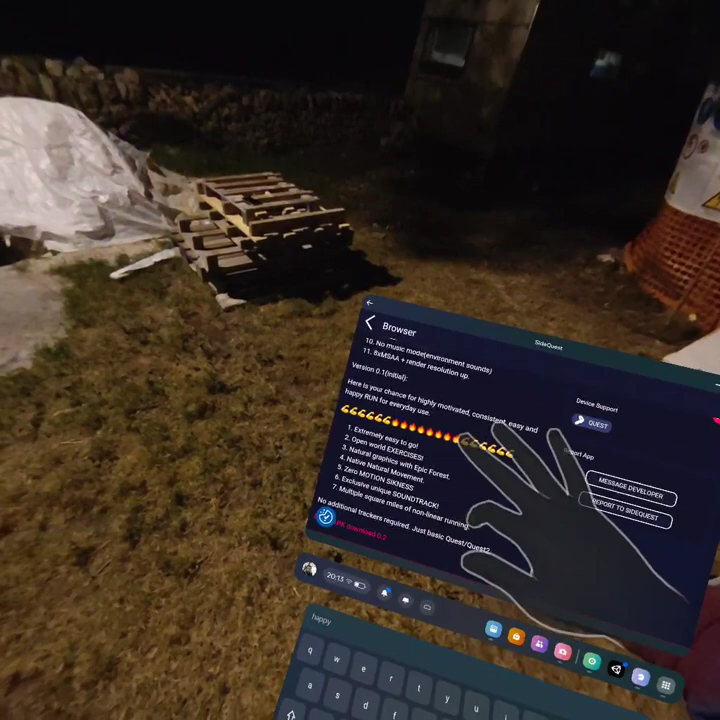 SideQuest
Browser
10. No music mode(environment sounds)
11. 8xMSAA + render resolution up.
Version 0.1(initial):
Here is your chance for highly motivated, consistent, easy and
happy RUN for everyday use.
💪💪💪💪💪💪🔥🔥🔥🔥🔥🔥🔥💪💪💪💪💪💪
1. Extremely easy to go!
2. Open world EXERCISES!
3. Natural graphics with Epic Forest.
4. Native Natural Movement.
5. Zero MOTION SIKNESS
6. Exclusive unique SOUNDTRACK!
7. Multiple square miles of non-linear running
No additional trackers required. Just basic Quest/Quest2
Device Support
QUEST
App
MESSAGE DEVELOPER
REPORT TO SIDEQUEST
20:13
happy
q w e r t y u
a s d f